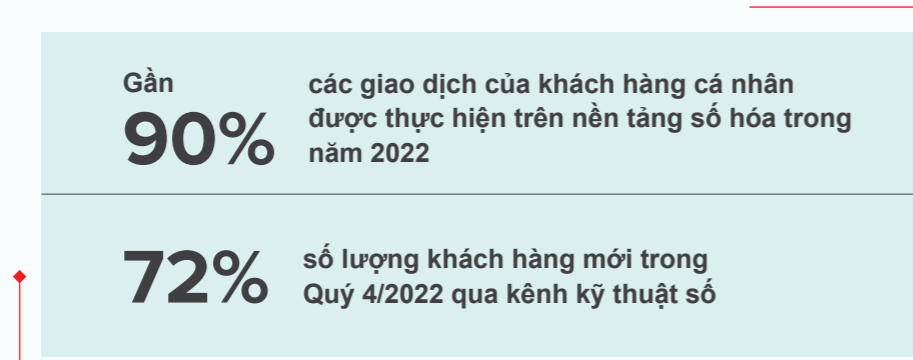 Gần
90%
các giao dịch của khách hàng cá nhân
được thực hiện trên nền tảng số hóa trong
năm 2022
72%
số lượng khách hàng mới trong
Quý 4/2022 qua kênh kỹ thuật số